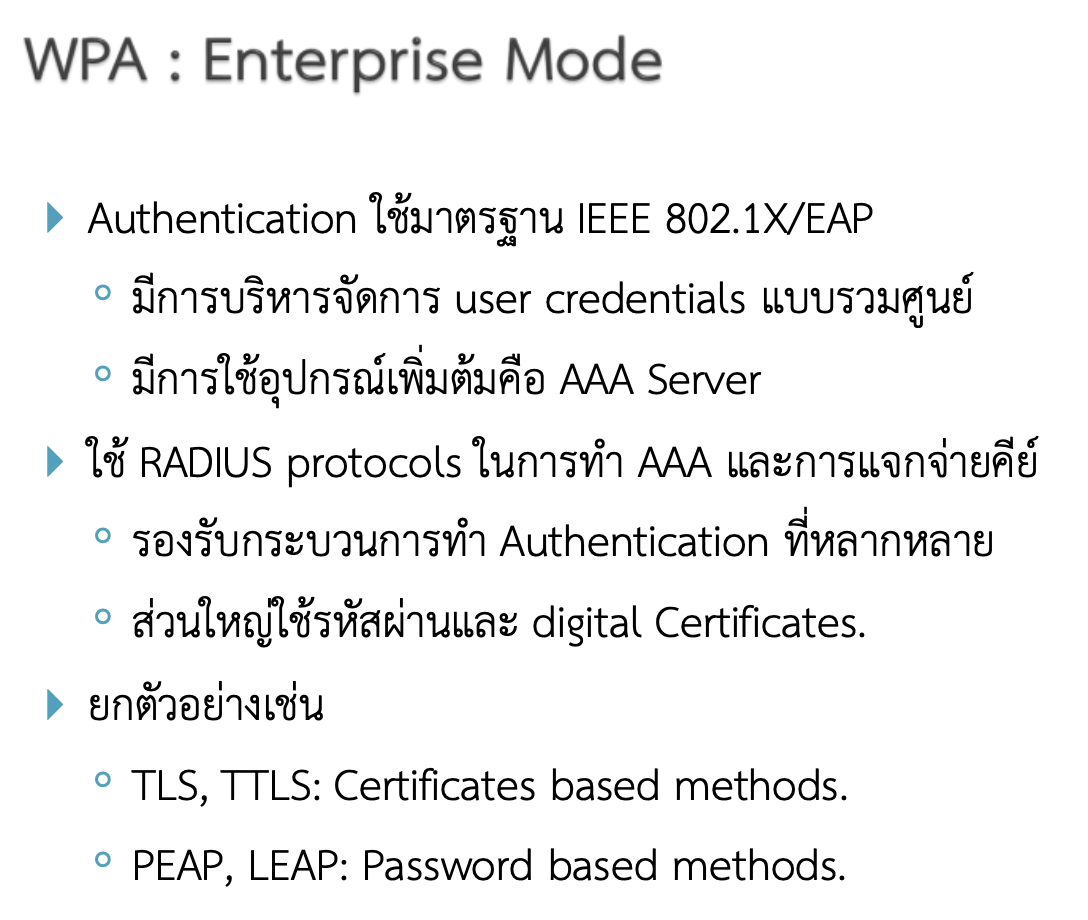 WPA : Enterprise Mode
Authentication ใช้มาตรฐาน IEEE 802.1X/EAP
มีการบริหารจัดการ user credentials แบบรวมศูนย์
มีการใช้อุปกรณ์เพิ่มต้มคือ AAA Server
ใช้ RADIUS protocols ในการทำ AAA และการแจกจ่ายคีย์
รองรับกระบวนการทำ Authentication ที่หลากหลาย
ส่วนใหญ่ใช้รหัสผ่านและ digital Certificates.
ยกตัวอย่างเช่น
TLS, TTLS: Certificates based methods.
PEAP, LEAP: Password based methods.